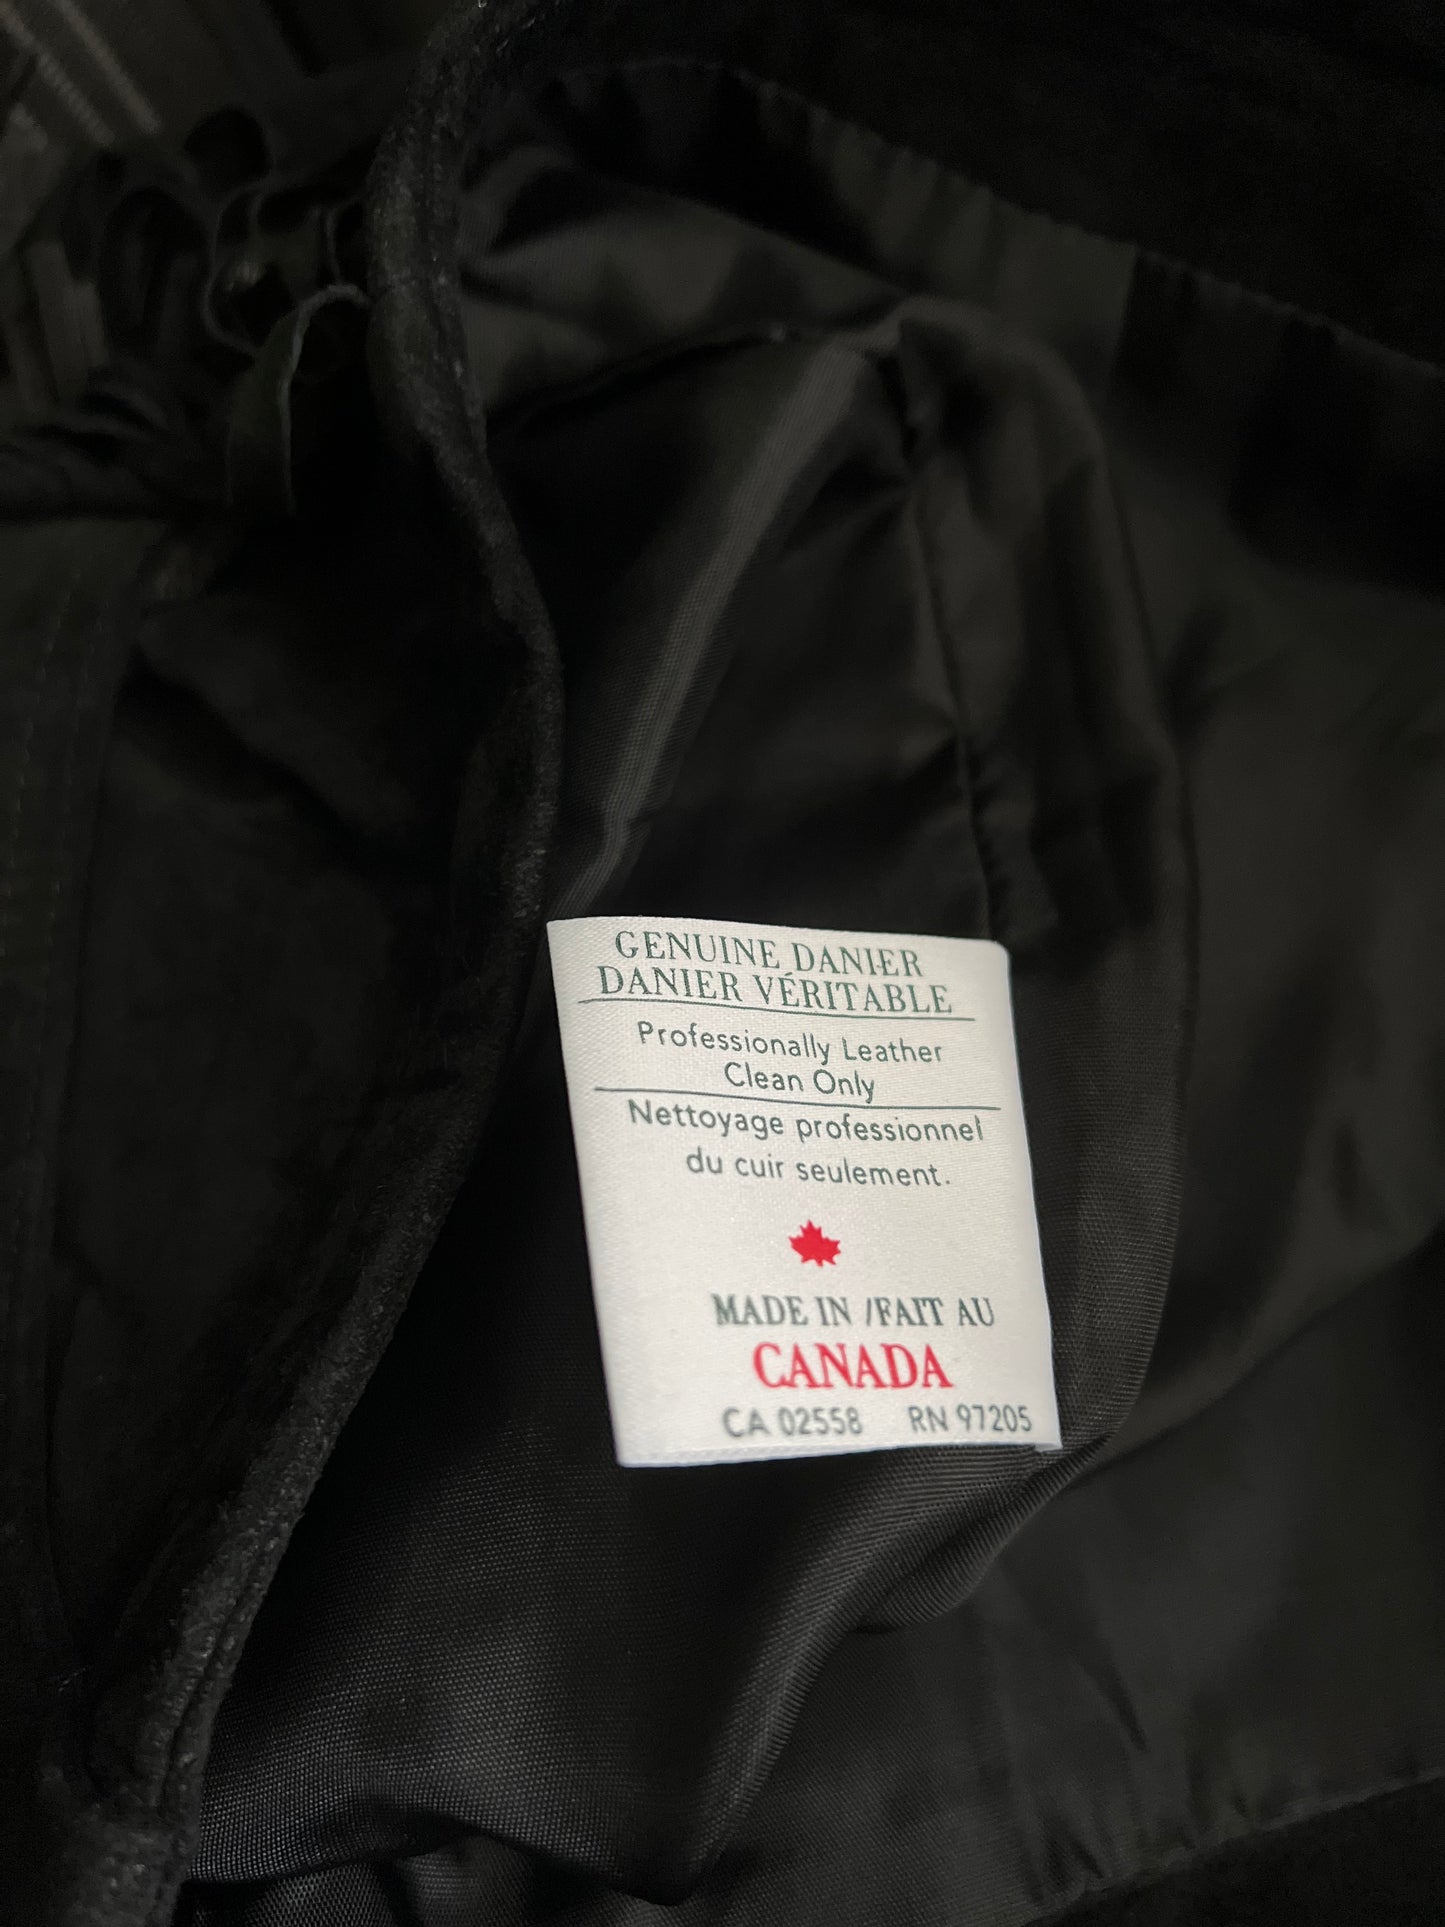 GENUINE DANIER
DANIER VÉRITABLE
Professionally Leather
Clean Only
Nettoyage professionnel
du cuir seulement.
MADE IN /FAIT AU
CANADA
CA 02558 RN 97205